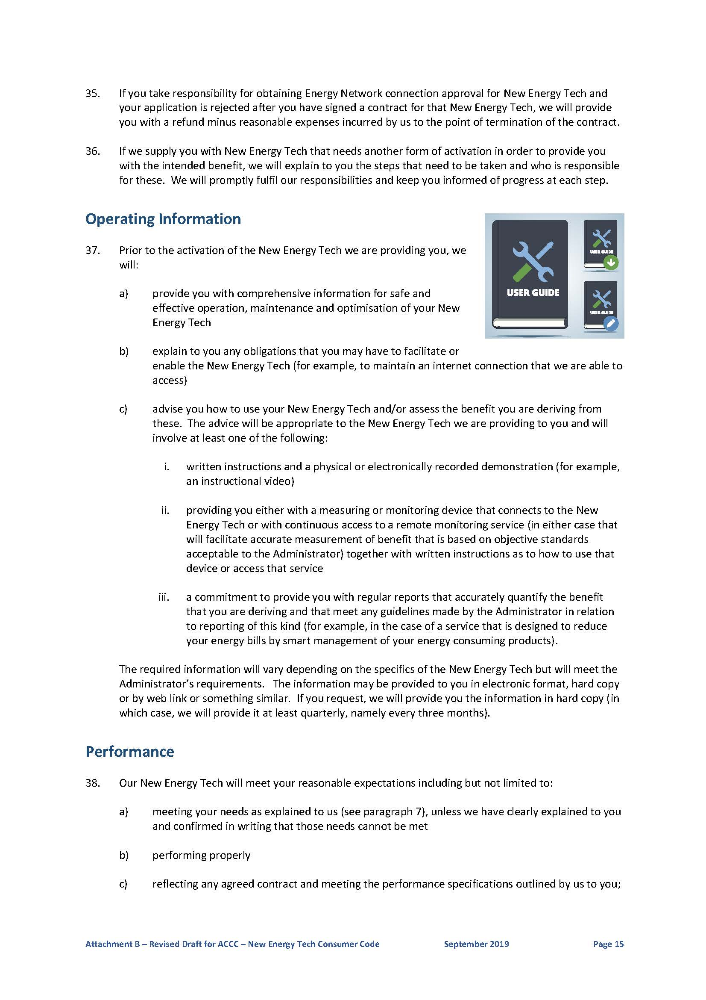 35. If you take responsibility for obtaining Energy Network connection approval for New Energy Tech and
your application is rejected after you have signed a contract for that New Energy Tech, we will provide
you with a refund minus reasonable expenses incurred by us to the point of termination of the contract.
36. If we supply you with New Energy Tech that needs another form of activation in order to provide you
with the intended benefit, we will explain to you the steps that need to be taken and who is responsible
for these.  We will promptly fulfil our responsibilities and keep you informed of progress at each step.
Operating Information
37. Prior to the activation of the New Energy Tech we are providing you, we
will:
a) provide you with comprehensive information for safe and
effective operation, maintenance and optimisation of your New
Energy Tech
USER GUIDE
USER GUIDE
USER GUIDE
b) explain to you any obligations that you may have to facilitate or
enable the New Energy Tech (for example, to maintain an internet connection that we are able to
access)
c) advise you how to use your New Energy Tech and/or assess the benefit you are deriving from
these.  The advice will be appropriate to the New Energy Tech we are providing to you and will
involve at least one of the following:
i. written instructions and a physical or electronically recorded demonstration (for example,
an instructional video)
ii. providing you either with a measuring or monitoring device that connects to the New
Energy Tech or with continuous access to a remote monitoring service (in either case that
will facilitate accurate measurement of benefit that is based on objective standards
acceptable to the Administrator) together with written instructions as to how to use that
device or access that service
iii. a commitment to provide you with regular reports that accurately quantify the benefit
that you are deriving and that meet any guidelines made by the Administrator in relation
to reporting of this kind (for example, in the case of a service that is designed to reduce
your energy bills by smart management of your energy consuming products).
The required information will vary depending on the specifics of the New Energy Tech but will meet the
Administrator’s requirements.   The information may be provided to you in electronic format, hard copy
or by web link or something similar.  If you request, we will provide you the information in hard copy (in
which case, we will provide it at least quarterly, namely every three months).
Performance
38. Our New Energy Tech will meet your reasonable expectations including but not limited to:
a) meeting your needs as explained to us (see paragraph 7), unless we have clearly explained to you
and confirmed in writing that those needs cannot be met
b) performing properly
c) reflecting any agreed contract and meeting the performance specifications outlined by us to you;
Attachment B – Revised Draft for ACCC – New Energy Tech Consumer Code September 2019 Page 15